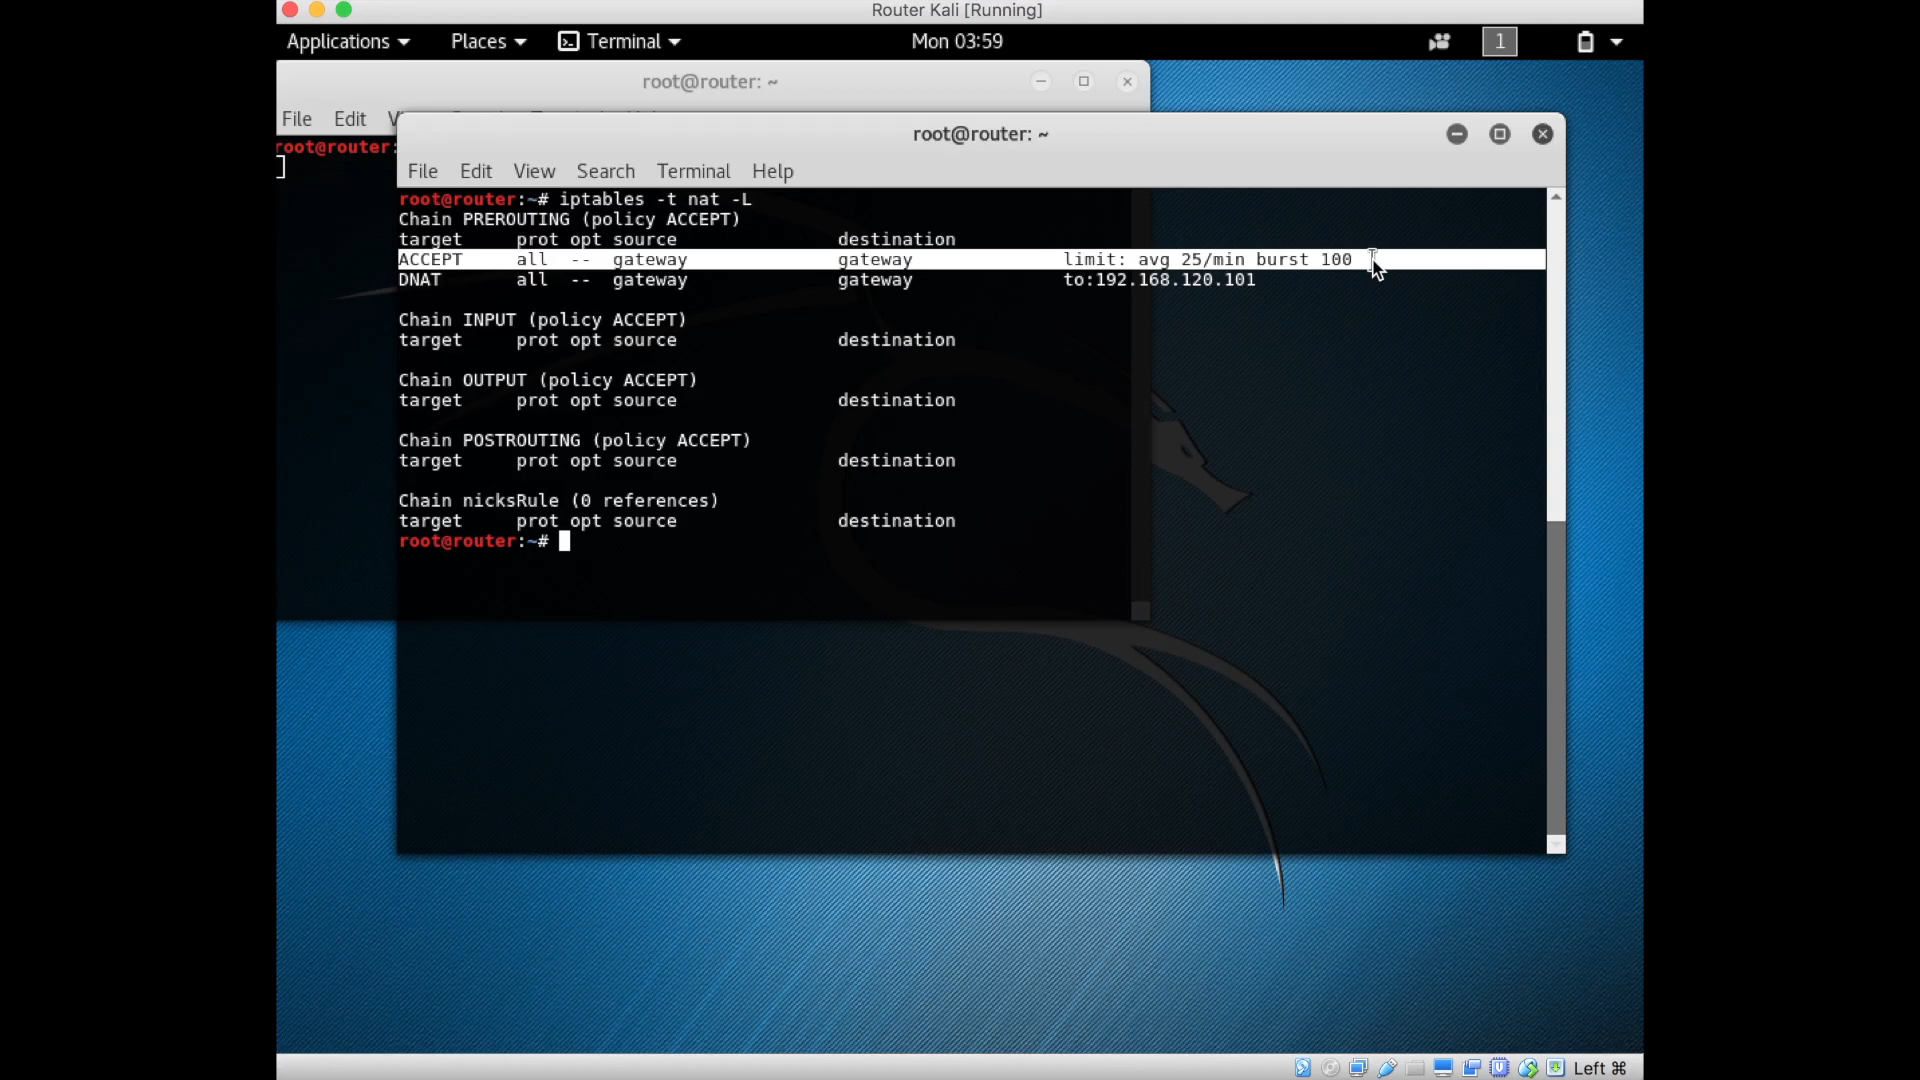 Router Kali [Running]
Applications Places Terminal Mon 03:59 1
root@router: ~
File Edit
root@router:
root@router: ~
File Edit View Search Terminal Help
root@router:~# iptables -t nat -L
Chain PREROUTING (policy ACCEPT)
target prot opt source destination
ACCEPT all -- gateway gateway limit: avg 25/min burst 100
DNAT all -- gateway gateway to:192.168.120.101
Chain INPUT (policy ACCEPT)
target prot opt source destination
Chain OUTPUT (policy ACCEPT)
target prot opt source destination
Chain POSTROUTING (policy ACCEPT)
target prot opt source destination
Chain nicksRule (0 references)
target prot opt source destination
root@router:~#
Left ⌘